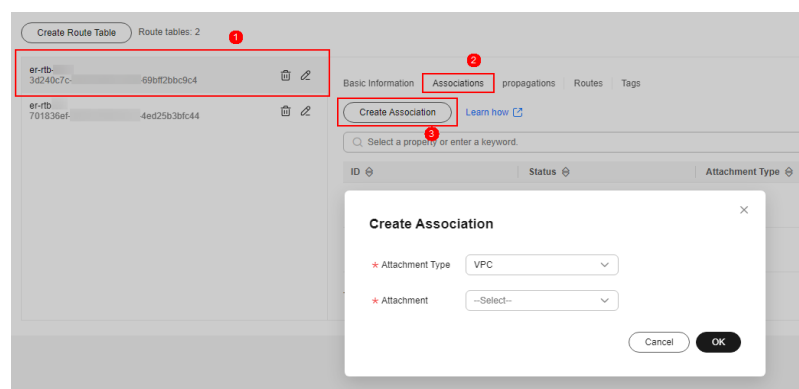 Create Route Table Route tables: 2
1
er-rtb-
3d240c7c- 69bff2bbc9c4
er-rtb
701836ef- 4ed25b3bfc44
2
Basic Information Associations propagations Routes Tags
Create Association Learn how
3
Select a property or enter a keyword.
ID Status Attachment Type
Create Association
* Attachment Type VPC
* Attachment --Select--
Cancel OK